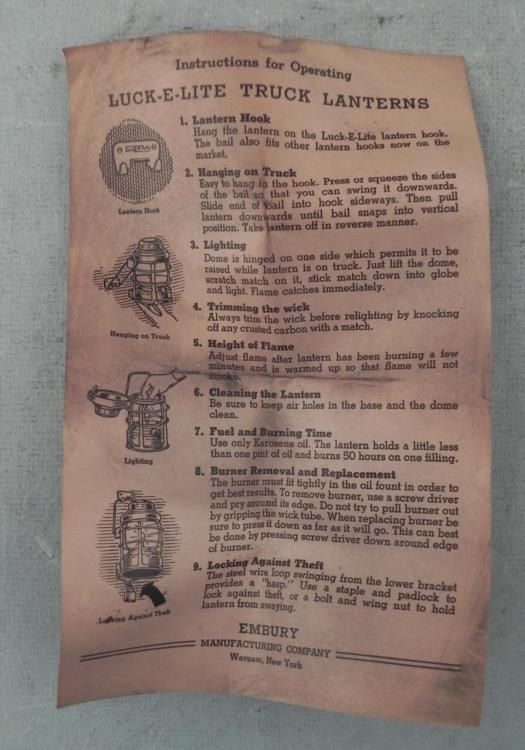 Instructions for Operating
LUCK-E-LITE TRUCK LANTERNS
1. Lantern Hook
Hang the lantern on the Luck-E-Lite lantern hook.
The bail also fits other lantern hooks now on the
market.
Lantern Hook
2. Hanging on Truck
Easy to hang in the hook. Press or squeeze the sides
of the bail so that you can swing it downwards.
Slide end of bail into hook sideways. Then pull
lantern downwards until bail snaps into vertical
position. Take lantern off in reverse manner.
Hanging on Truck
3. Lighting
Dome is hinged on one side which permits it to be
raised while lantern is on truck. Just lift the dome,
scratch match on it, stick match down into globe
and light. Flame catches immediately.
4. Trimming the wick
Always trim the wick before relighting by knocking
off any crusted carbon with a match.
5. Height of Flame
Adjust flame after lantern has been burning a few
minutes and is warmed up so that flame will not
smoke.
6. Cleaning the Lantern
Be sure to keep air holes in the base and the dome
clean.
Lighting
7. Fuel and Burning Time
Use only Kerosene oil. The lantern holds a little less
than one pint of oil and burns 50 hours on one filling.
8. Burner Removal and Replacement
The burner must fit tightly in the oil fount in order to
get best results. To remove burner, use a screw driver
and pry around its edge. Do not try to pull burner out
by gripping the wick tube. When replacing burner be
sure to press it down as far as it will go. This can best
be done by pressing screw driver down around edge
of burner.
9. Locking Against Theft
The steel wire loop swinging from the lower bracket
provides a "hasp." Use a staple and padlock to
lock against theft, or a bolt and wing nut to hold
lantern from swaying.
Locking Against Theft
EMBURY
MANUFACTURING COMPANY
Warsaw, New York